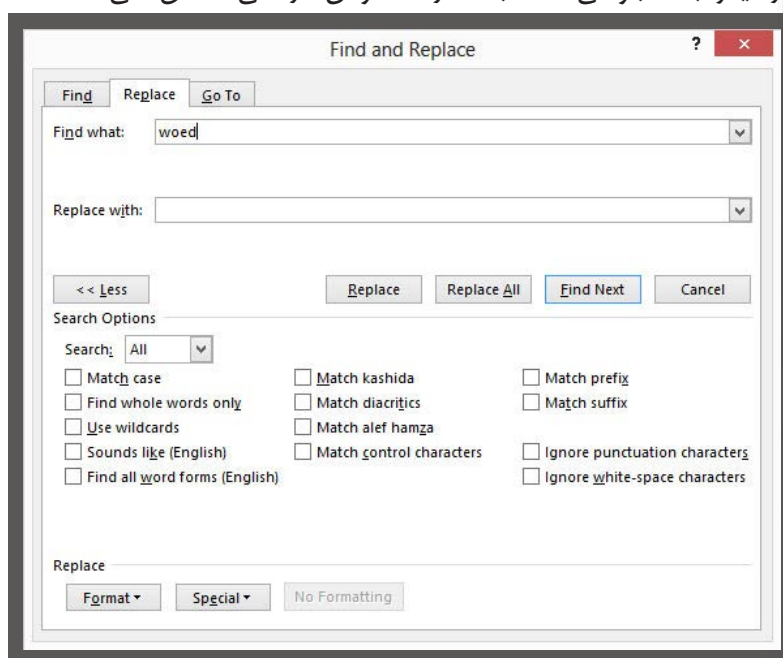 Find and Replace
?
Find Replace Go To
Find what: woed
Replace with:
<< Less Replace Replace All Find Next Cancel
Search Options
Search: All
Match case Match kashida Match prefix
Find whole words only Match diacritics Match suffix
Use wildcards Match alef hamza
Sounds like (English) Match control characters Ignore punctuation characters
Find all word forms (English) Ignore white-space characters
Replace
Format Special No Formatting